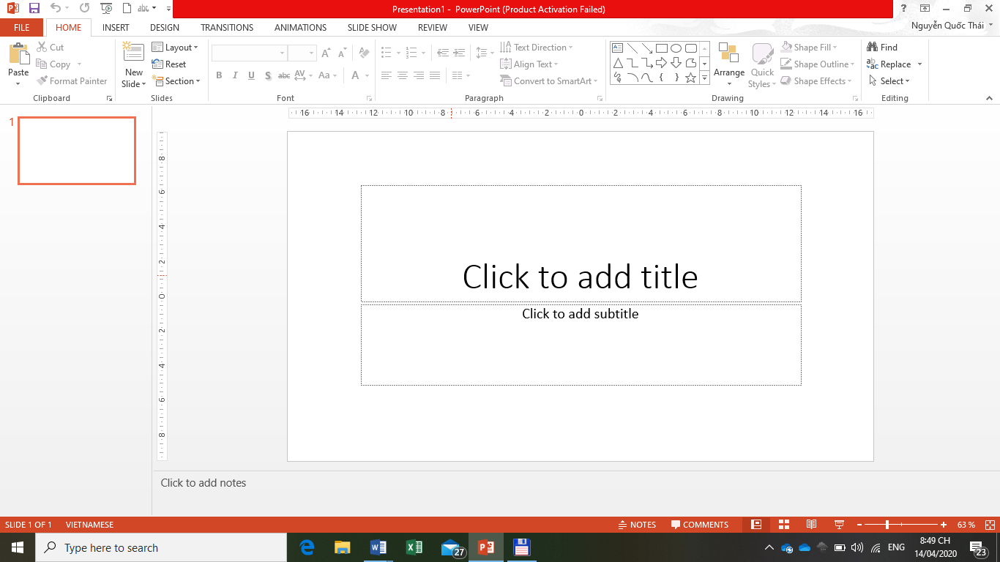 Presentation1 - PowerPoint (Product Activation Failed)
FILE HOME INSERT DESIGN TRANSITIONS ANIMATIONS SLIDE SHOW REVIEW VIEW Nguyễn Quốc Thái
Paste
Cut
Copy
Format Painter
Clipboard
New Slide
Layout
Reset
Section
Slides
B I U S abc AV Aa A
Font
Text Direction
Align Text
Convert to SmartArt
Paragraph
Arrange
Quick Styles
Shape Fill
Shape Outline
Shape Effects
Drawing
Find
Replace
Select
Editing
16 14 12 10 8 6 4 2 0 2 4 6 8 10 12 14 16
8 6 4 2 0 2 4 6 8
1
Click to add title
Click to add subtitle
Click to add notes
SLIDE 1 OF 1 VIETNAMESE NOTES COMMENTS 63 %
Type here to search 27 ENG 8:49 CH
14/04/2020 23